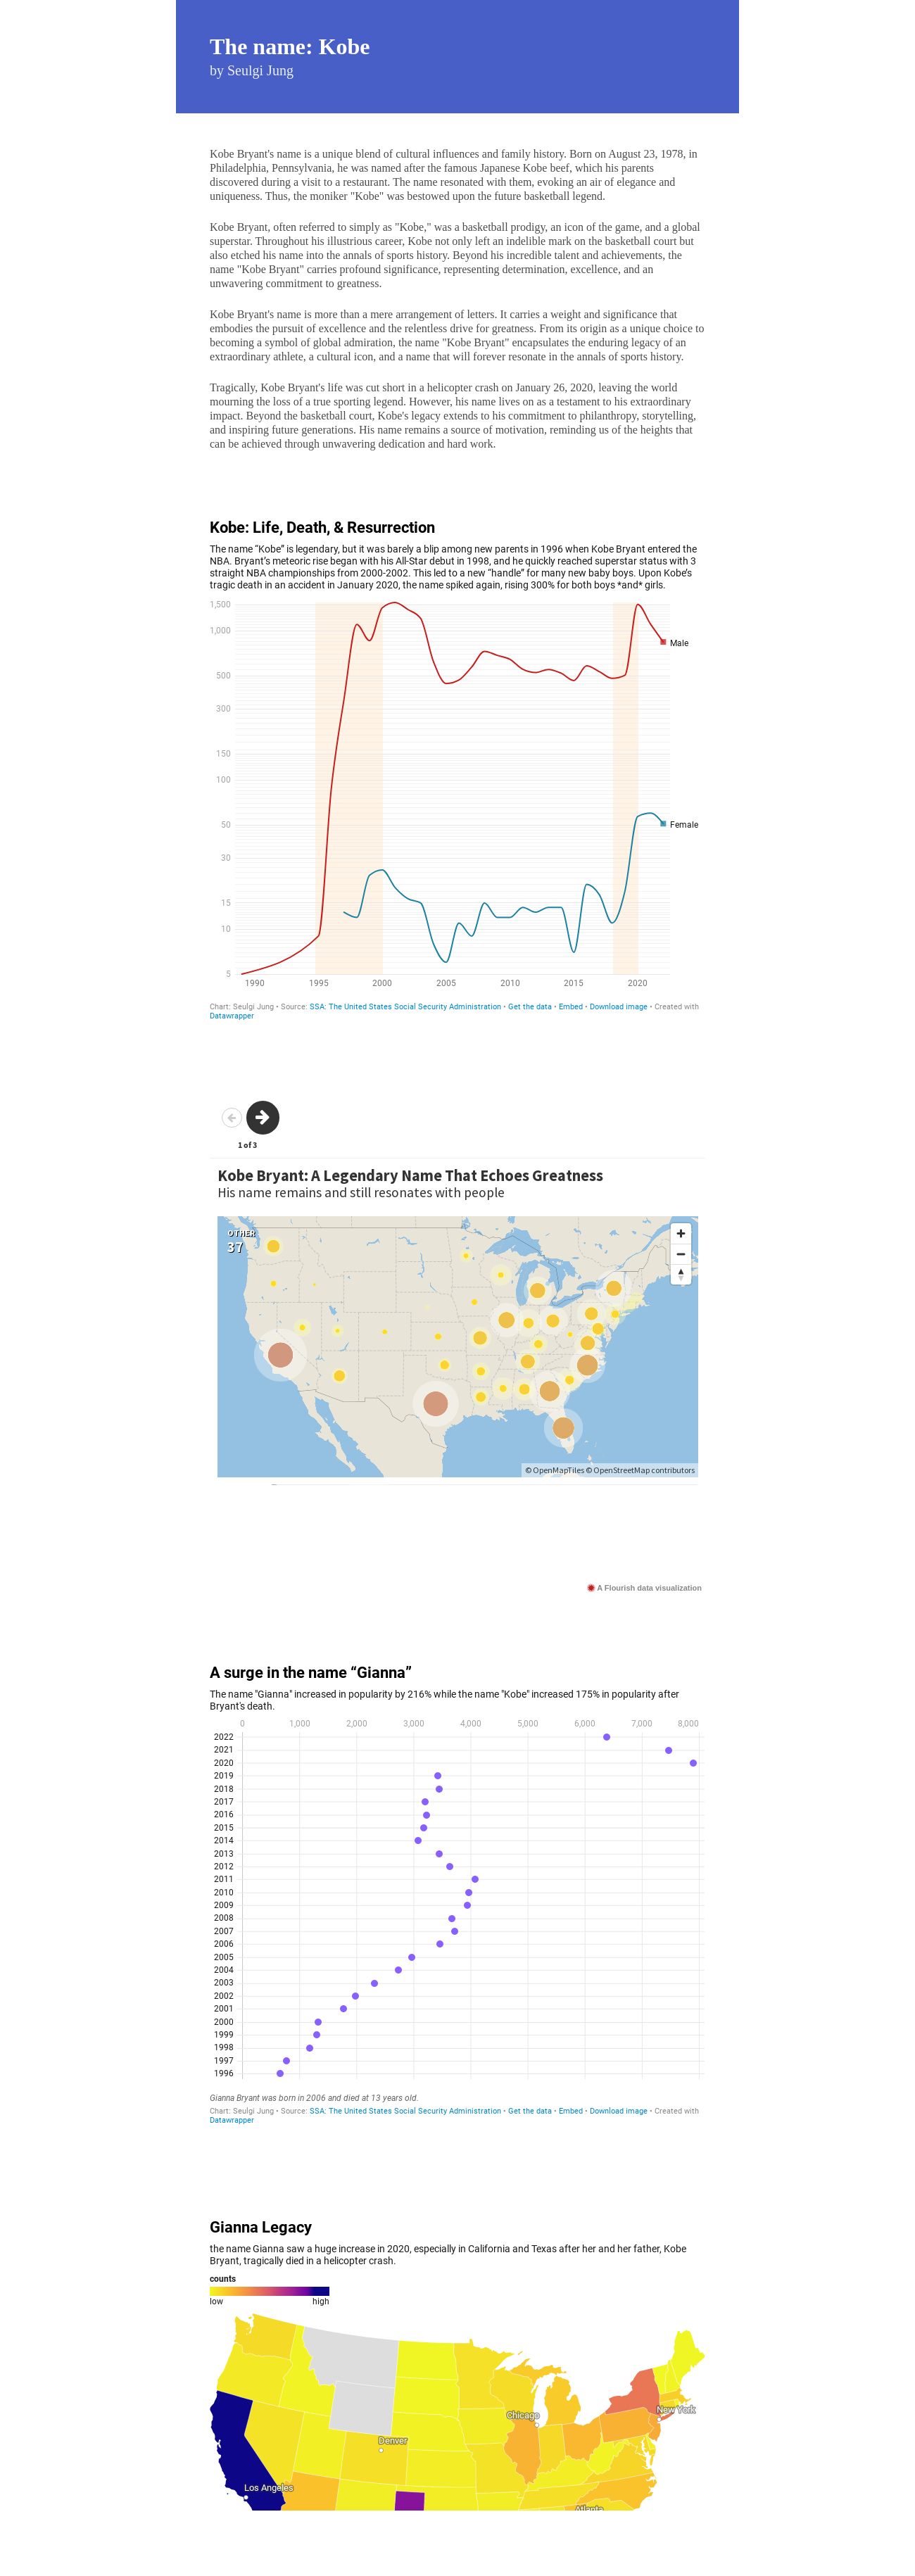 The name: Kobe
by Seulgi Jung
Kobe Bryant's name is a unique blend of cultural influences and family history. Born on August 23, 1978, in
Philadelphia, Pennsylvania, he was named after the famous Japanese Kobe beef, which his parents
discovered during a visit to a restaurant. The name resonated with them, evoking an air of elegance and
uniqueness. Thus, the moniker "Kobe" was bestowed upon the future basketball legend.
Kobe Bryant, often referred to simply as "Kobe," was a basketball prodigy, an icon of the game, and a global
superstar. Throughout his illustrious career, Kobe not only left an indelible mark on the basketball court but
also etched his name into the annals of sports history. Beyond his incredible talent and achievements, the
name "Kobe Bryant" carries profound significance, representing determination, excellence, and an
unwavering commitment to greatness.
Kobe Bryant's name is more than a mere arrangement of letters. It carries a weight and significance that
embodies the pursuit of excellence and the relentless drive for greatness. From its origin as a unique choice to
becoming a symbol of global admiration, the name "Kobe Bryant" encapsulates the enduring legacy of an
extraordinary athlete, a cultural icon, and a name that will forever resonate in the annals of sports history.
Tragically, Kobe Bryant's life was cut short in a helicopter crash on January 26, 2020, leaving the world
mourning the loss of a true sporting legend. However, his name lives on as a testament to his extraordinary
impact. Beyond the basketball court, Kobe's legacy extends to his commitment to philanthropy, storytelling,
and inspiring future generations. His name remains a source of motivation, reminding us of the heights that
can be achieved through unwavering dedication and hard work.
Kobe: Life, Death, & Resurrection
The name “Kobe” is legendary, but it was barely a blip among new parents in 1996 when Kobe Bryant entered the
NBA. Bryant’s meteoric rise began with his All-Star debut in 1998, and he quickly reached superstar status with 3
straight NBA championships from 2000-2002. This led to a new “handle” for many new baby boys. Upon Kobe’s
tragic death in an accident in January 2020, the name spiked again, rising 300% for both boys *and* girls.
1,500
1,000
Male
500
300
150
100
50
Female
30
15
10
5
1990 1995 2000 2005 2010 2015 2020
Chart: Seulgi Jung • Source: SSA: The United States Social Security Administration • Get the data • Embed • Download image • Created with
Datawrapper
1 of 3
Kobe Bryant: A Legendary Name That Echoes Greatness
His name remains and still resonates with people
OTHER
37
© OpenMapTiles © OpenStreetMap contributors
A Flourish data visualization
A surge in the name “Gianna”
The name "Gianna" increased in popularity by 216% while the name "Kobe" increased 175% in popularity after
Bryant's death.
0 1,000 2,000 3,000 4,000 5,000 6,000 7,000 8,000
2022
2021
2020
2019
2018
2017
2016
2015
2014
2013
2012
2011
2010
2009
2008
2007
2006
2005
2004
2003
2002
2001
2000
1999
1998
1997
1996
Gianna Bryant was born in 2006 and died at 13 years old.
Chart: Seulgi Jung • Source: SSA: The United States Social Security Administration • Get the data • Embed • Download image • Created with
Datawrapper
Gianna Legacy
the name Gianna saw a huge increase in 2020, especially in California and Texas after her and her father, Kobe
Bryant, tragically died in a helicopter crash.
counts
low high
New York
Chicago
Denver
Los Angeles
Atlanta